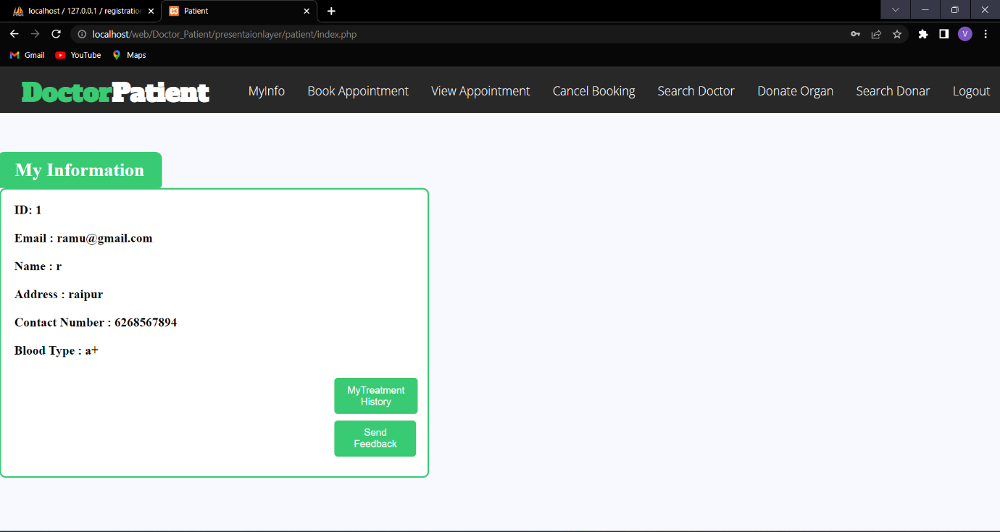 localhost / 127.0.0.1 / registration
Patient
localhost/web/Doctor_Patient/presentaionlayer/patient/index.php
V
Gmail YouTube Maps
DoctorPatient MyInfo Book Appointment View Appointment Cancel Booking Search Doctor Donate Organ Search Donar Logout
My Information
ID: 1
Email : ramu@gmail.com
Name : r
Address : raipur
Contact Number : 6268567894
Blood Type : a+
MyTreatment
History
Send
Feedback